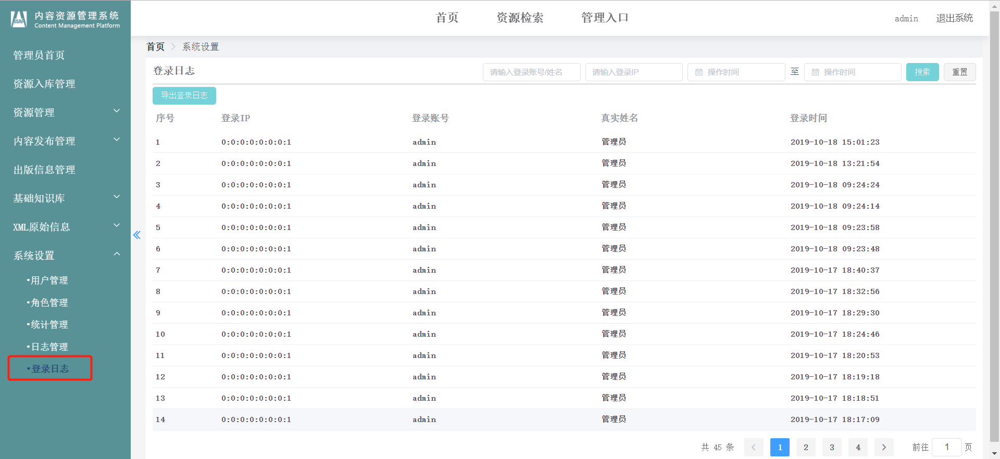 SSAP 内容资源管理系统
Content Management Platform
首页 资源检索 管理入口
admin 退出系统
管理员首页
资源入库管理
资源管理
内容发布管理
出版信息管理
基础知识库
XML原始信息
系统设置
•用户管理
•角色管理
•统计管理
•日志管理
•登录日志
首页 > 系统设置
登录日志 请输入登录账号/姓名 请输入登录IP 操作时间 至 操作时间 搜索 重置
导出登录日志
序号 登录IP 登录账号 真实姓名 登录时间
1 0:0:0:0:0:0:0:1 admin 管理员 2019-10-18 15:01:23
2 0:0:0:0:0:0:0:1 admin 管理员 2019-10-18 13:21:54
3 0:0:0:0:0:0:0:1 admin 管理员 2019-10-18 09:24:24
4 0:0:0:0:0:0:0:1 admin 管理员 2019-10-18 09:24:14
5 0:0:0:0:0:0:0:1 admin 管理员 2019-10-18 09:23:58
6 0:0:0:0:0:0:0:1 admin 管理员 2019-10-18 09:23:48
7 0:0:0:0:0:0:0:1 admin 管理员 2019-10-17 18:40:37
8 0:0:0:0:0:0:0:1 admin 管理员 2019-10-17 18:32:56
9 0:0:0:0:0:0:0:1 admin 管理员 2019-10-17 18:29:30
10 0:0:0:0:0:0:0:1 admin 管理员 2019-10-17 18:24:46
11 0:0:0:0:0:0:0:1 admin 管理员 2019-10-17 18:20:53
12 0:0:0:0:0:0:0:1 admin 管理员 2019-10-17 18:19:18
13 0:0:0:0:0:0:0:1 admin 管理员 2019-10-17 18:18:51
14 0:0:0:0:0:0:0:1 admin 管理员 2019-10-17 18:17:09
共 45 条 < 1 2 3 4 > 前往 1 页